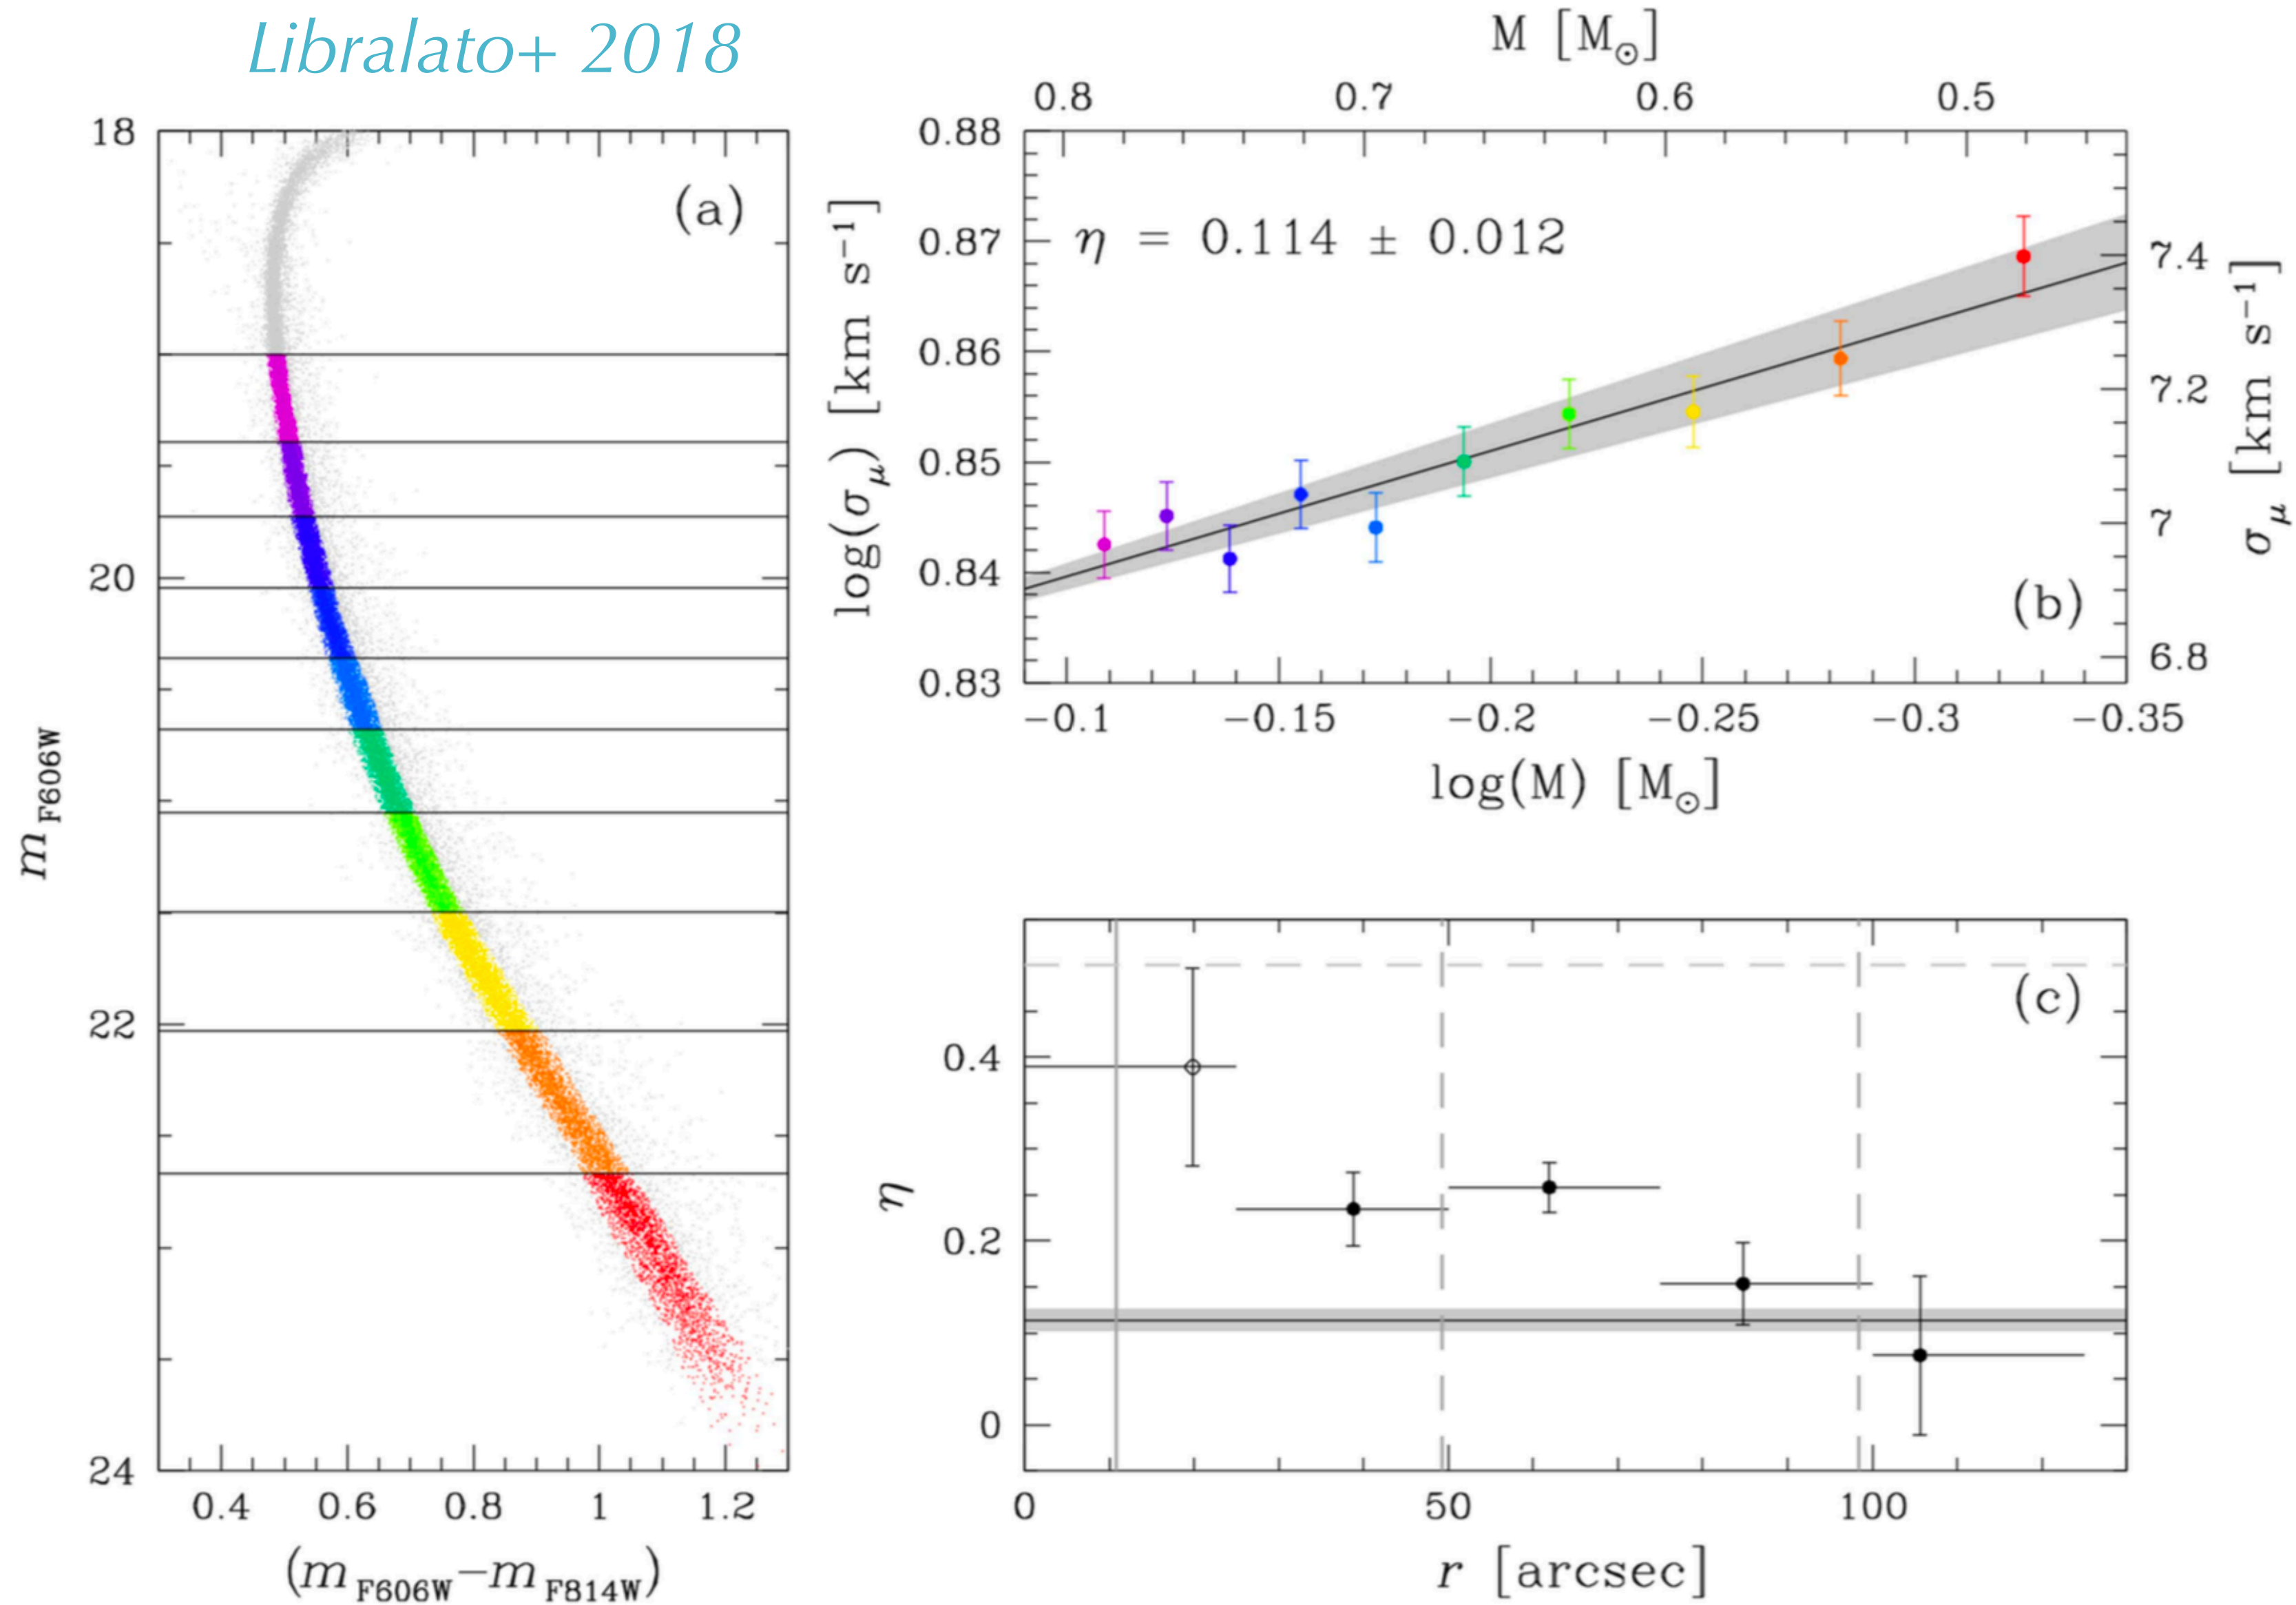 Libralato+ 2018
(a)
18
20
22
24
m F606W
0.4 0.6 0.8 1 1.2
(m F606W−m F814W)
M [M⊙]
0.8 0.7 0.6 0.5
0.88
0.87
0.86
0.85
0.84
0.83
log(σμ) [km s⁻¹]
η = 0.114 ± 0.012
(b)
7.4
7.2
7
6.8
σμ [km s⁻¹]
−0.1 −0.15 −0.2 −0.25 −0.3 −0.35
log(M) [M⊙]
(c)
0.4
0.2
0
η
0 50 100
r [arcsec]